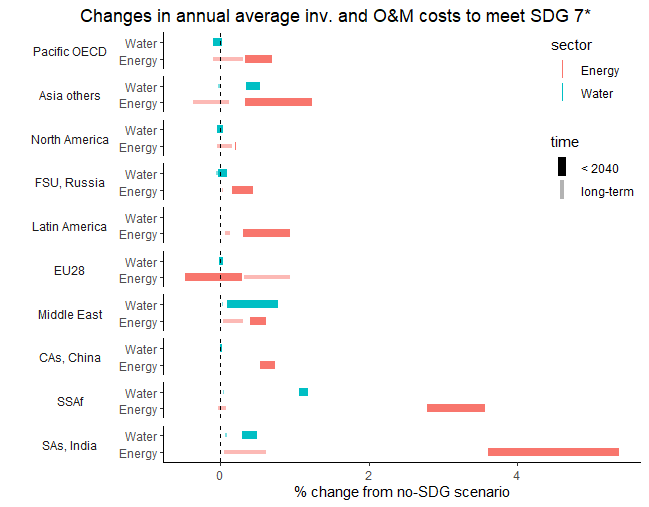 Changes in annual average inv. and O&M costs to meet SDG 7*
Pacific OECD
Water
Energy
Asia others
Water
Energy
North America
Water
Energy
FSU, Russia
Water
Energy
Latin America
Water
Energy
EU28
Water
Energy
Middle East
Water
Energy
CAs, China
Water
Energy
SSAf
Water
Energy
SAs, India
Water
Energy
0
2
4
% change from no-SDG scenario
sector
Energy
Water
time
< 2040
long-term